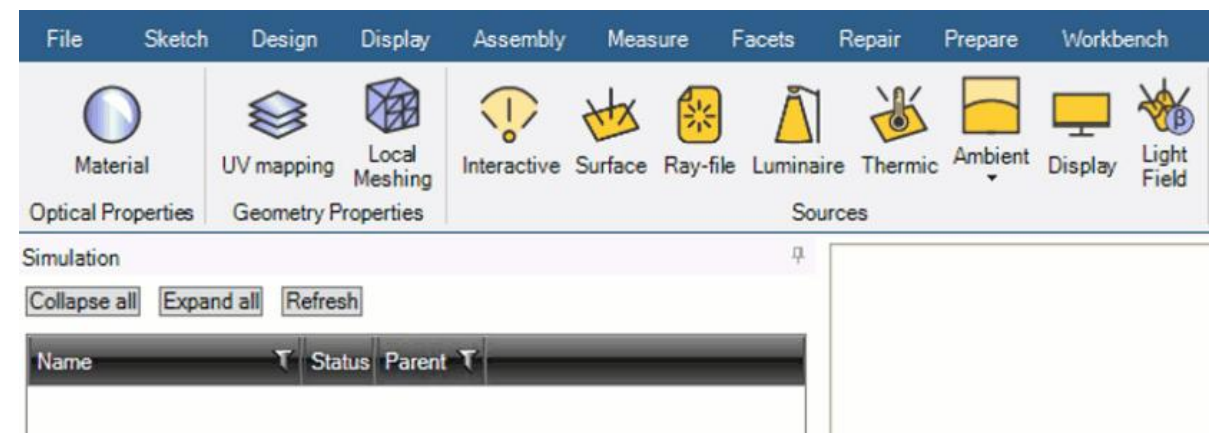 File Sketch Design Display Assembly Measure Facets Repair Prepare Workbench
Material UV mapping Local Meshing Interactive Surface Ray-file Luminaire Thermic Ambient Display Light Field
β
Optical Properties Geometry Properties Sources
Simulation
Collapse all Expand all Refresh
Name Status Parent